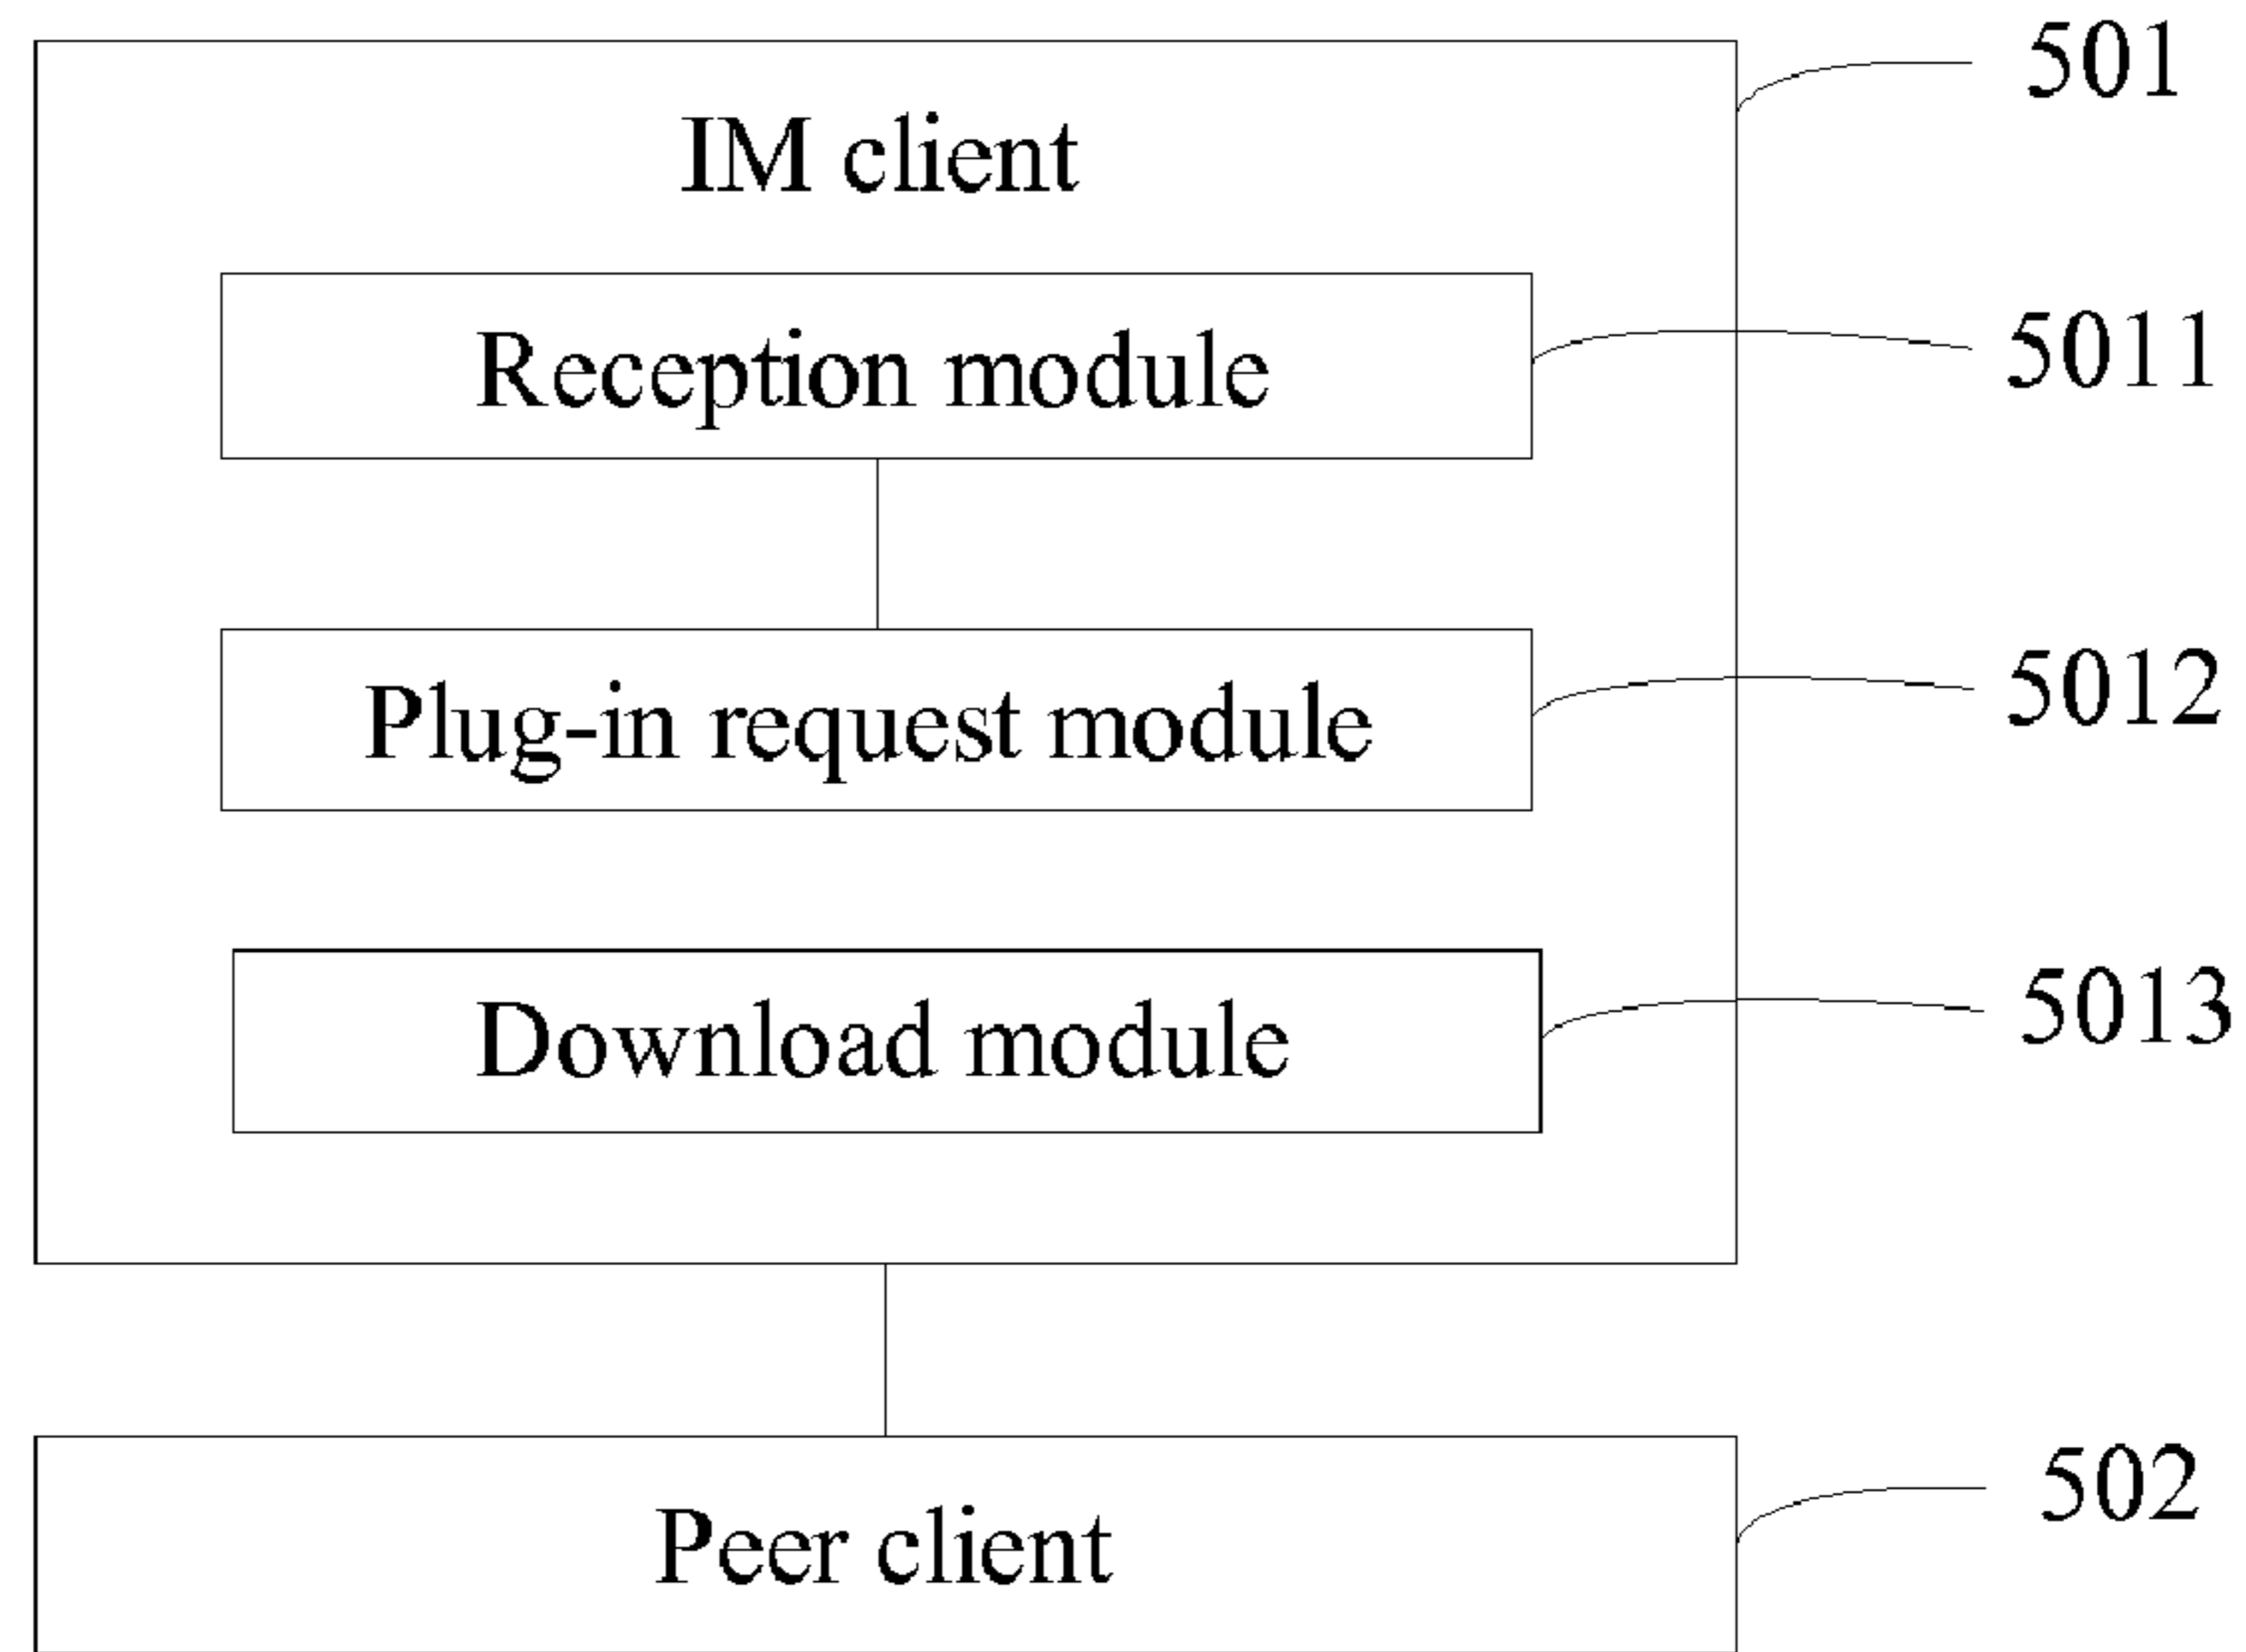 501
IM client
Reception module
5011
Plug-in request module
5012
Download module
5013
Peer client
502